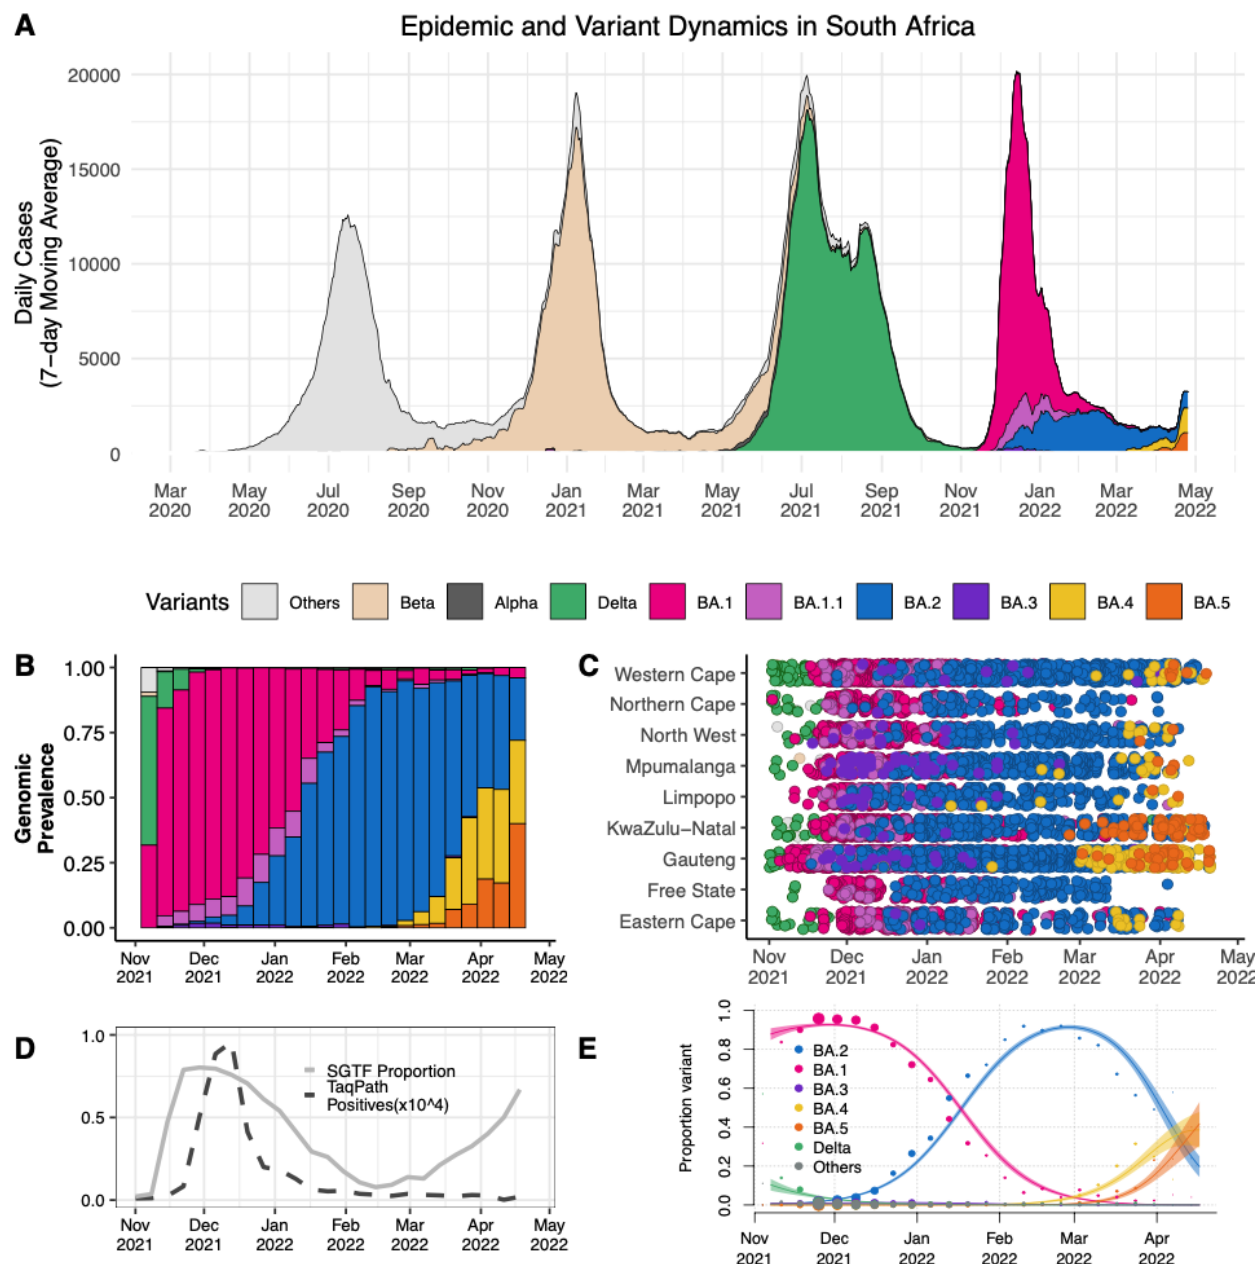 A
Epidemic and Variant Dynamics in South Africa
Daily Cases
(7−day Moving Average)
20000
15000
10000
5000
0
Mar May Jul Sep Nov Jan Mar May Jul Sep Nov Jan Mar May
2020 2020 2020 2020 2020 2021 2021 2021 2021 2021 2021 2022 2022 2022
Variants Others Beta Alpha Delta BA.1 BA.1.1 BA.2 BA.3 BA.4 BA.5
B
Genomic
Prevalence
1.00
0.75
0.50
0.25
0.00
Nov Dec Jan Feb Mar Apr May
2021 2021 2022 2022 2022 2022 2022
C
Western Cape
Northern Cape
North West
Mpumalanga
Limpopo
KwaZulu−Natal
Gauteng
Free State
Eastern Cape
Nov Dec Jan Feb Mar Apr May
2021 2021 2022 2022 2022 2022 2022
D
1.0
0.5
0.0
SGTF Proportion
TaqPath
Positives(x10^4)
Nov Dec Jan Feb Mar Apr May
2021 2021 2022 2022 2022 2022 2022
E
Proportion variant
1.0
0.8
0.6
0.4
0.2
0.0
BA.2
BA.1
BA.3
BA.4
BA.5
Delta
Others
Nov Dec Jan Feb Mar Apr
2021 2021 2022 2022 2022 2022